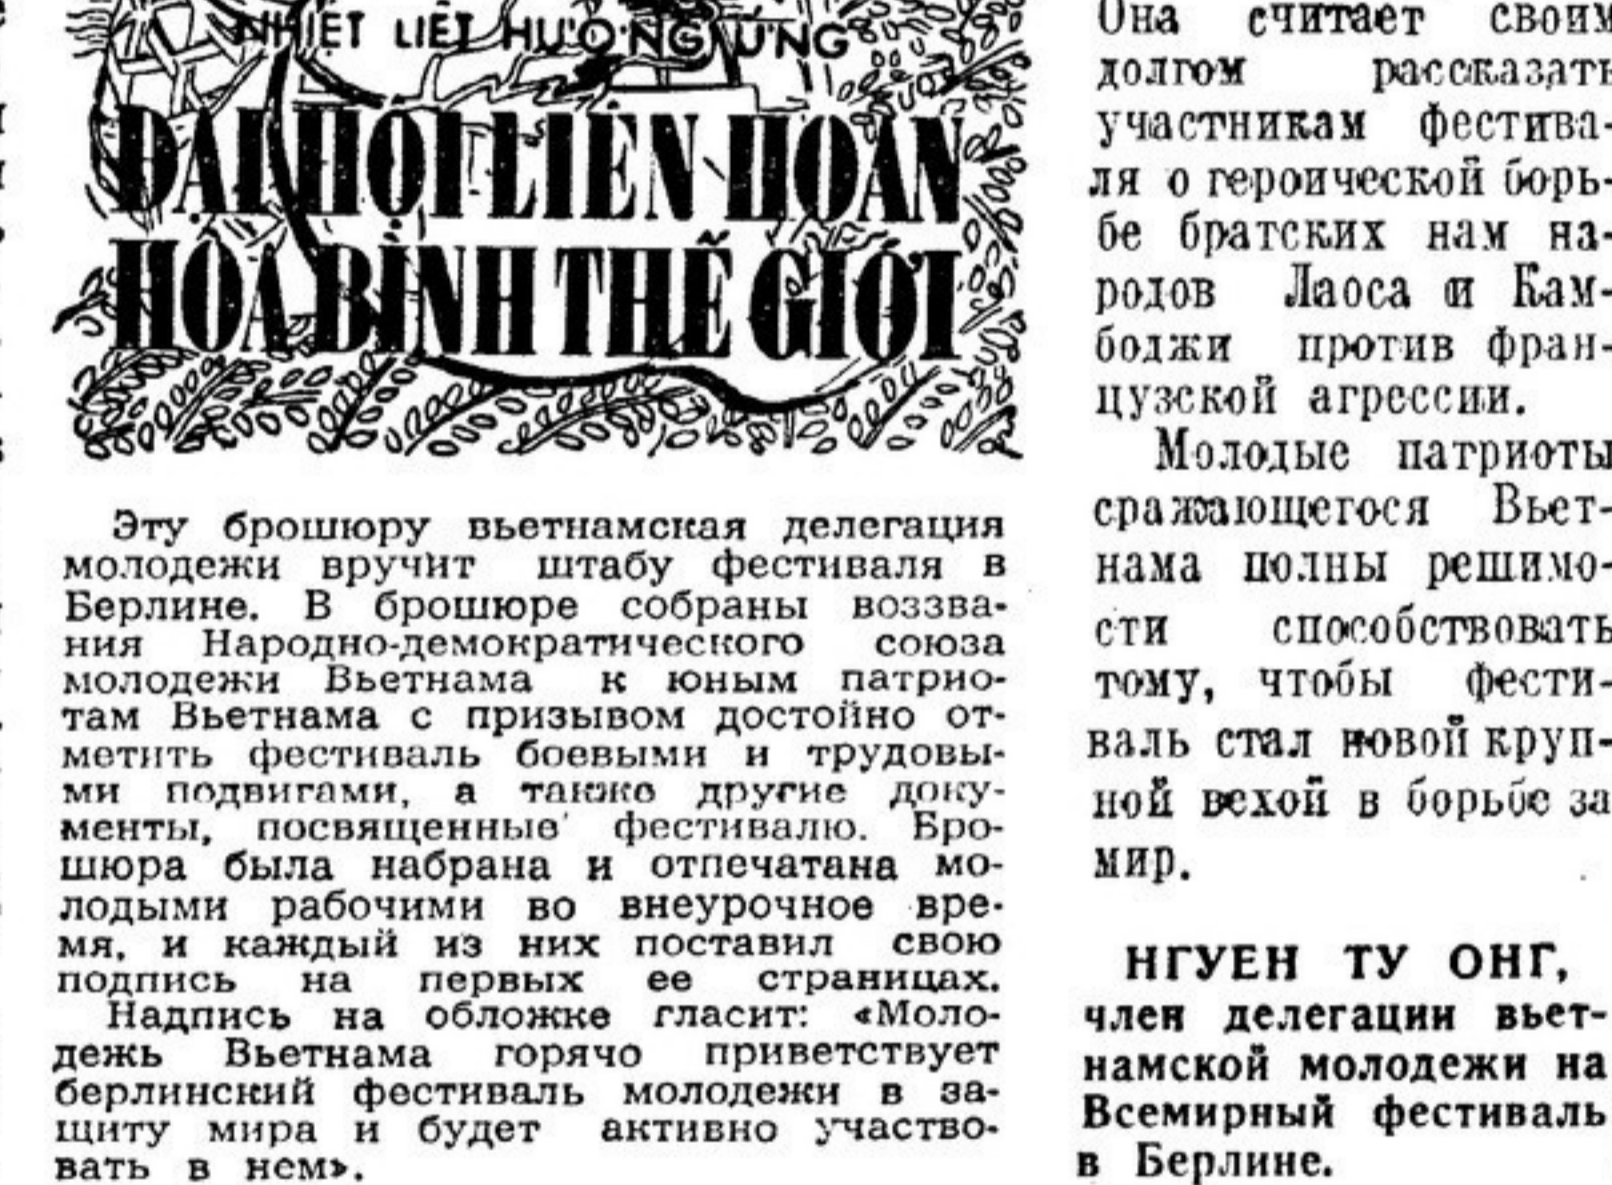 NHIỆT LIỆT HƯỞNG ỨNG
ĐẠI HỘI LIÊN HOAN
HÒA BÌNH THẾ GIỚI
Эту брошюру вьетнамская делегация
молодежи вручит штабу фестиваля в
Берлине. В брошюре собраны воззва-
ния Народно-демократического союза
молодежи Вьетнама к юным патрио-
там Вьетнама с призывом достойно от-
метить фестиваль боевыми и трудовы-
ми подвигами, а также другие доку-
менты, посвященные фестивалю. Бро-
шюра была набрана и отпечатана мо-
лодыми рабочими во внеурочное вре-
мя, и каждый из них поставил свою
подпись на первых ее страницах.
Надпись на обложке гласит: «Моло-
дежь Вьетнама горячо приветствует
берлинский фестиваль молодежи в за-
щиту мира и будет активно участво-
вать в нем».
Она считает своим
долгом рассказать
участникам фестива-
ля о героической борь-
бе братских нам на-
родов Лаоса и Кам-
боджи против фран-
цузской агрессии.
Молодые патриоты
сражающегося Вьет-
нама полны решимо-
сти способствовать
тому, чтобы фести-
валь стал новой круп-
ной вехой в борьбе за
мир.
НГУЕН ТУ ОНГ,
член делегации вьет-
намской молодежи на
Всемирный фестиваль
в Берлине.